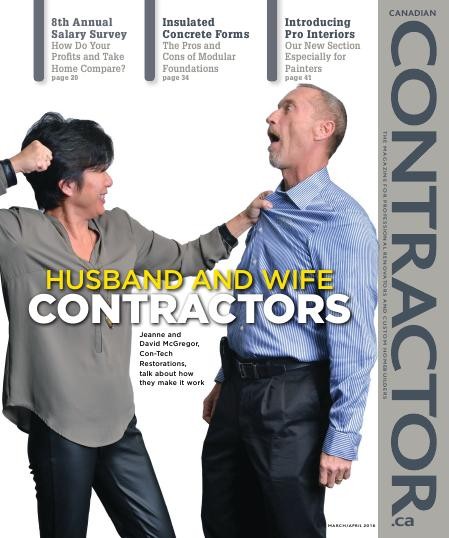 8th Annual
Salary Survey
How Do Your
Profits and Take
Home Compare?
page 20
Insulated
Concrete Forms
The Pros and
Cons of Modular
Foundations
page 34
Introducing
Pro Interiors
Our New Section
Especially for
Painters
page 41
CANADIAN
CONTRACTOR
.ca
THE MAGAZINE FOR PROFESSIONAL RENOVATORS AND CUSTOM HOMEBUILDERS
HUSBAND AND WIFE
CONTRACTORS
Jeanne and
David McGregor,
Con-Tech
Restorations,
talk about how
they make it work
MARCH/APRIL 2016